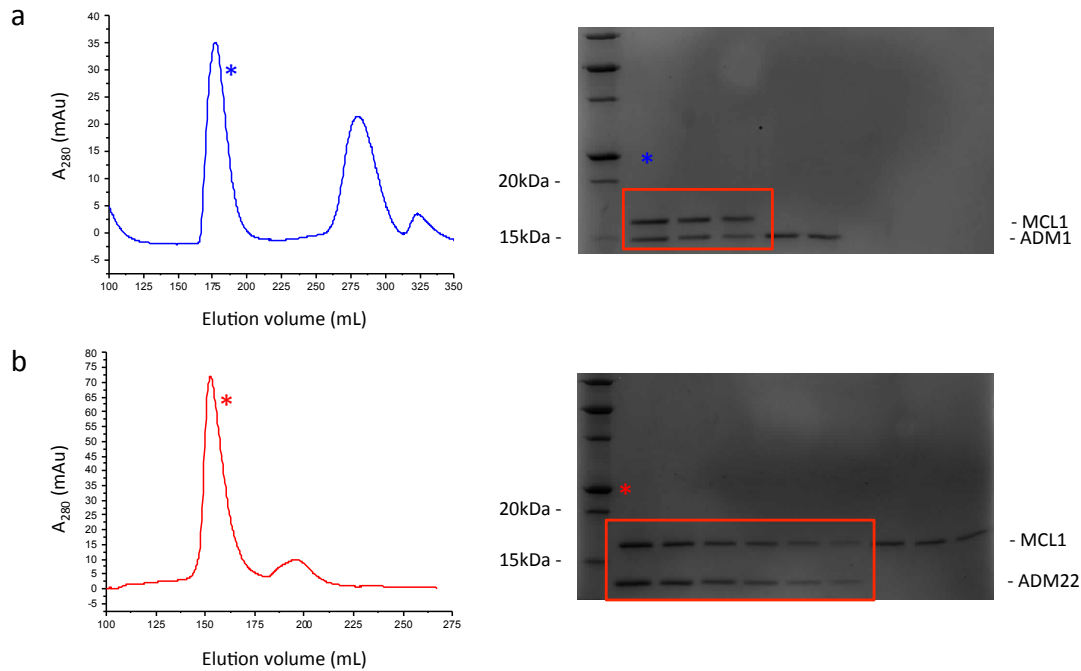 a
40
35
30
25
20
15
10
5
0
-5
A280 (mAu)
100 125 150 175 200 225 250 275 300 325 350
Elution volume (mL)
*
*
20kDa -
15kDa -
- MCL1
- ADM1
b
80
75
70
65
60
55
50
45
40
35
30
25
20
15
10
5
0
-5
A280 (mAu)
100 125 150 175 200 225 250 275
Elution volume (mL)
*
*
20kDa -
15kDa -
- MCL1
- ADM22